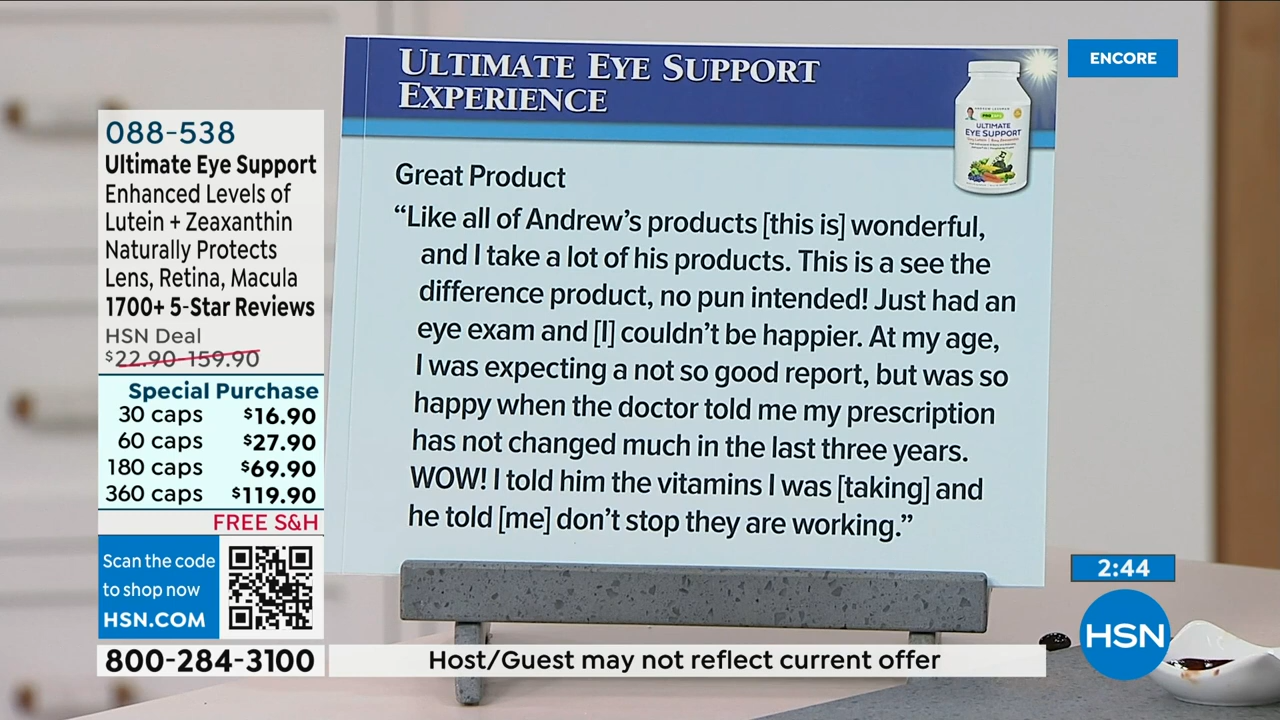 ENCORE
088-538
Ultimate Eye Support
Enhanced Levels of
Lutein + Zeaxanthin
Naturally Protects
Lens, Retina, Macula
1700+ 5-Star Reviews
HSN Deal
$22.90-159.90
Special Purchase
30 caps $16.90
60 caps $27.90
180 caps $69.90
360 caps $119.90
FREE S&H
Scan the code
to shop now
HSN.COM
800-284-3100
ULTIMATE EYE SUPPORT
EXPERIENCE
ULTIMATE
EYE SUPPORT
Great Product
“Like all of Andrew’s products [this is] wonderful,
and I take a lot of his products. This is a see the
difference product, no pun intended! Just had an
eye exam and [I] couldn’t be happier. At my age,
I was expecting a not so good report, but was so
happy when the doctor told me my prescription
has not changed much in the last three years.
WOW! I told him the vitamins I was [taking] and
he told [me] don’t stop they are working.”
2:44
HSN
Host/Guest may not reflect current offer